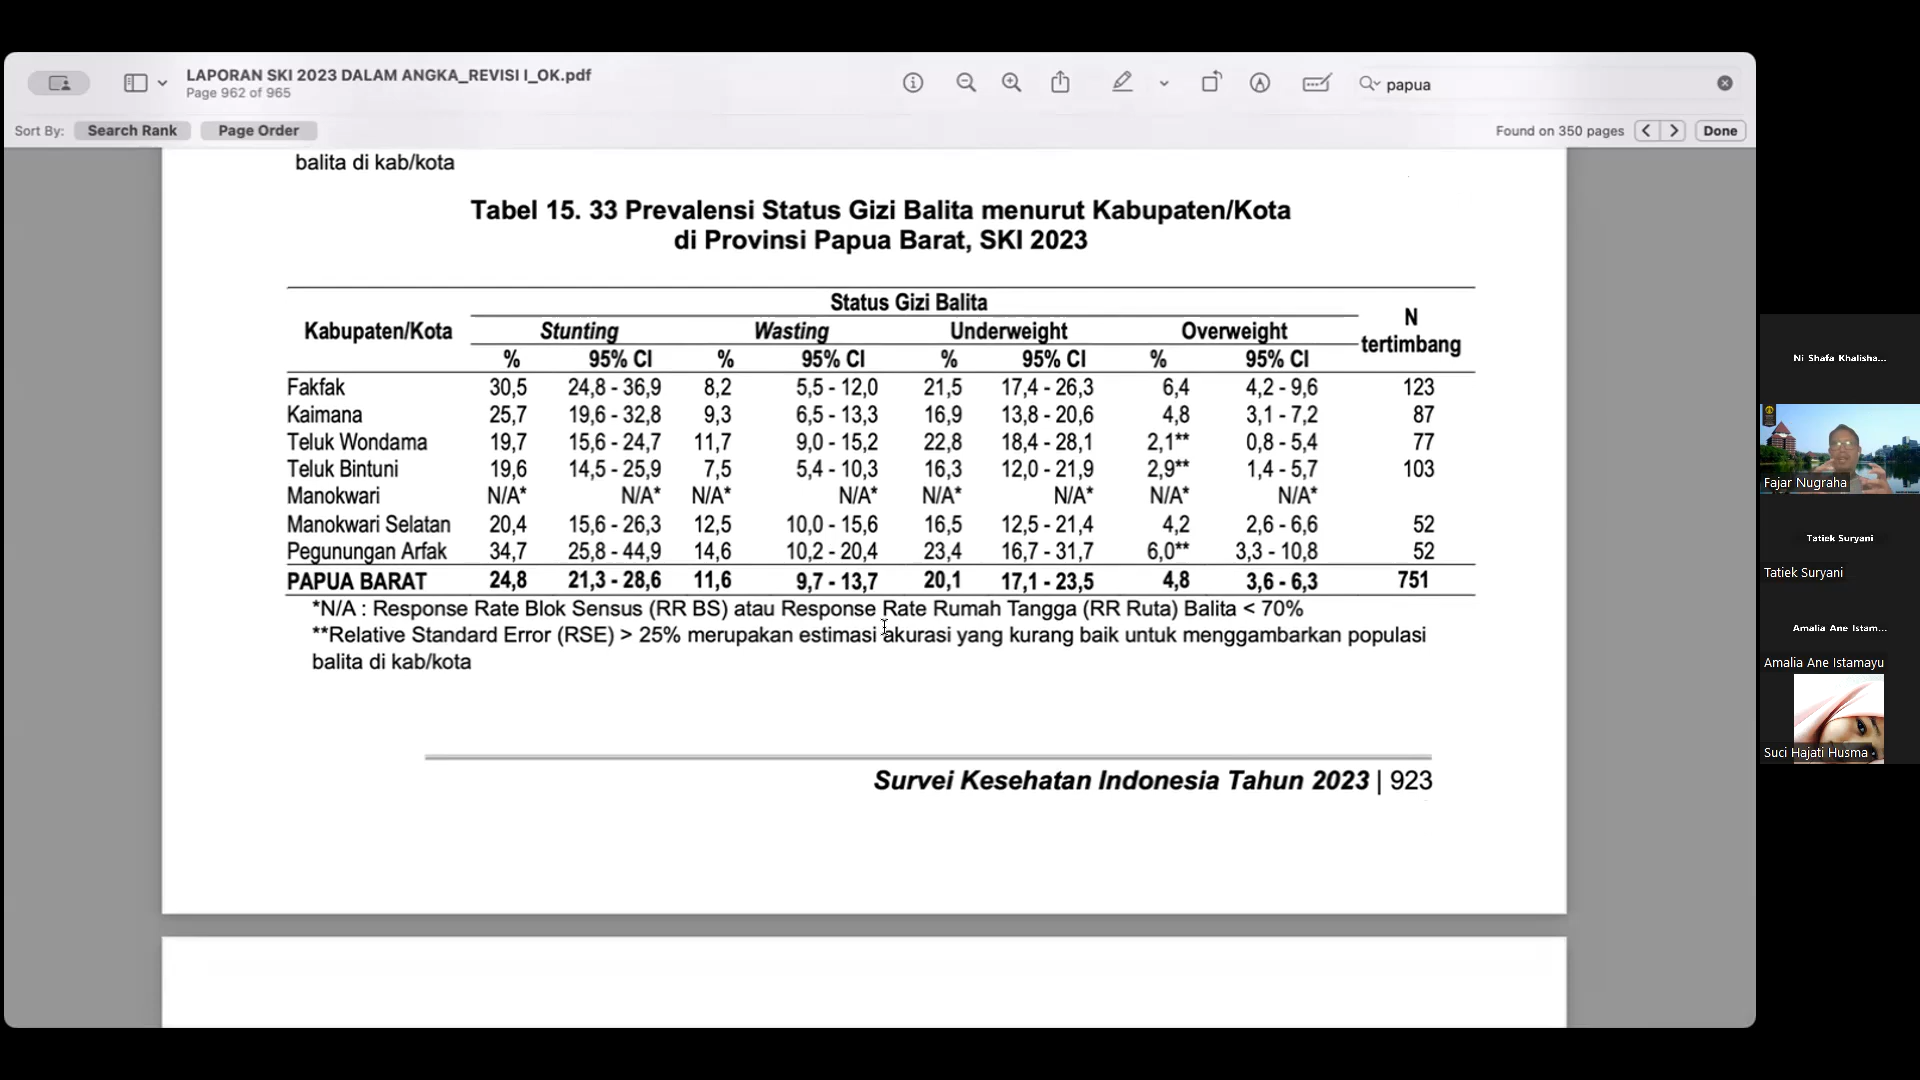 LAPORAN SKI 2023 DALAM ANGKA_REVISI I_OK.pdf
Page 962 of 965
papua
Sort By: Search Rank Page Order
Found on 350 pages Done
balita di kab/kota
Tabel 15. 33 Prevalensi Status Gizi Balita menurut Kabupaten/Kota
di Provinsi Papua Barat, SKI 2023
Status Gizi Balita
Kabupaten/Kota Stunting Wasting Underweight Overweight N tertimbang
% 95% CI % 95% CI % 95% CI % 95% CI
Fakfak 30,5 24,8 - 36,9 8,2 5,5 - 12,0 21,5 17,4 - 26,3 6,4 4,2 - 9,6 123
Kaimana 25,7 19,6 - 32,8 9,3 6,5 - 13,3 16,9 13,8 - 20,6 4,8 3,1 - 7,2 87
Teluk Wondama 19,7 15,6 - 24,7 11,7 9,0 - 15,2 22,8 18,4 - 28,1 2,1** 0,8 - 5,4 77
Teluk Bintuni 19,6 14,5 - 25,9 7,5 5,4 - 10,3 16,3 12,0 - 21,9 2,9** 1,4 - 5,7 103
Manokwari N/A* N/A* N/A* N/A* N/A* N/A* N/A* N/A*
Manokwari Selatan 20,4 15,6 - 26,3 12,5 10,0 - 15,6 16,5 12,5 - 21,4 4,2 2,6 - 6,6 52
Pegunungan Arfak 34,7 25,8 - 44,9 14,6 10,2 - 20,4 23,4 16,7 - 31,7 6,0** 3,3 - 10,8 52
PAPUA BARAT 24,8 21,3 - 28,6 11,6 9,7 - 13,7 20,1 17,1 - 23,5 4,8 3,6 - 6,3 751
*N/A : Response Rate Blok Sensus (RR BS) atau Response Rate Rumah Tangga (RR Ruta) Balita < 70%
**Relative Standard Error (RSE) > 25% merupakan estimasi akurasi yang kurang baik untuk menggambarkan populasi
balita di kab/kota
Survei Kesehatan Indonesia Tahun 2023 | 923
Ni Shafa Khalisha...
Fajar Nugraha
Tatiek Suryani
Tatiek Suryani
Amalia Ane Istam...
Amalia Ane Istamayu
Suci Hajati Husma